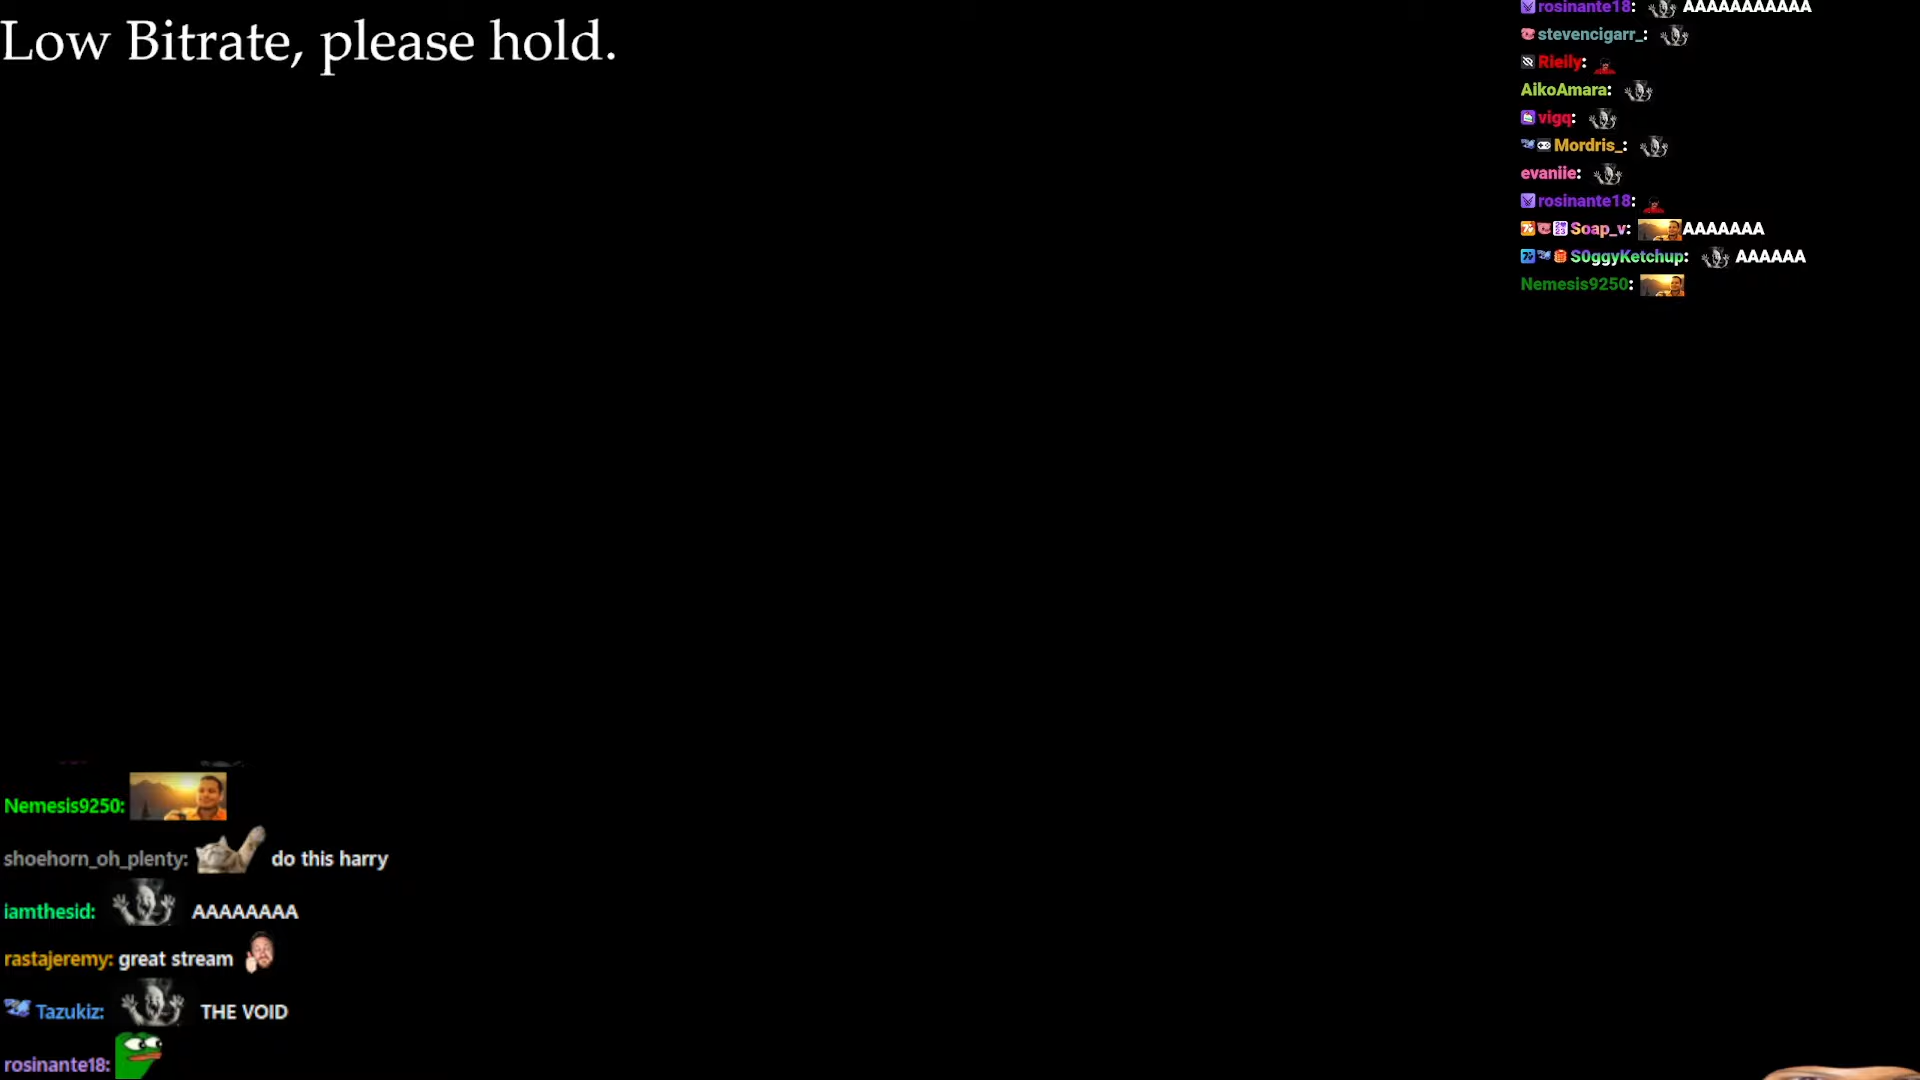 Low Bitrate, please hold.
rosinante18: AAAAAAAAAAA
stevencigarr_:
Rielly:
AikoAmara:
vigq:
Mordris_:
evaniie:
rosinante18:
Soap_v: AAAAAAA
S0ggyKetchup: AAAAAA
Nemesis9250:
Nemesis9250:
shoehorn_oh_plenty: do this harry
iamthesid: AAAAAAAA
rastajeremy: great stream
Tazukiz: THE VOID
rosinante18: